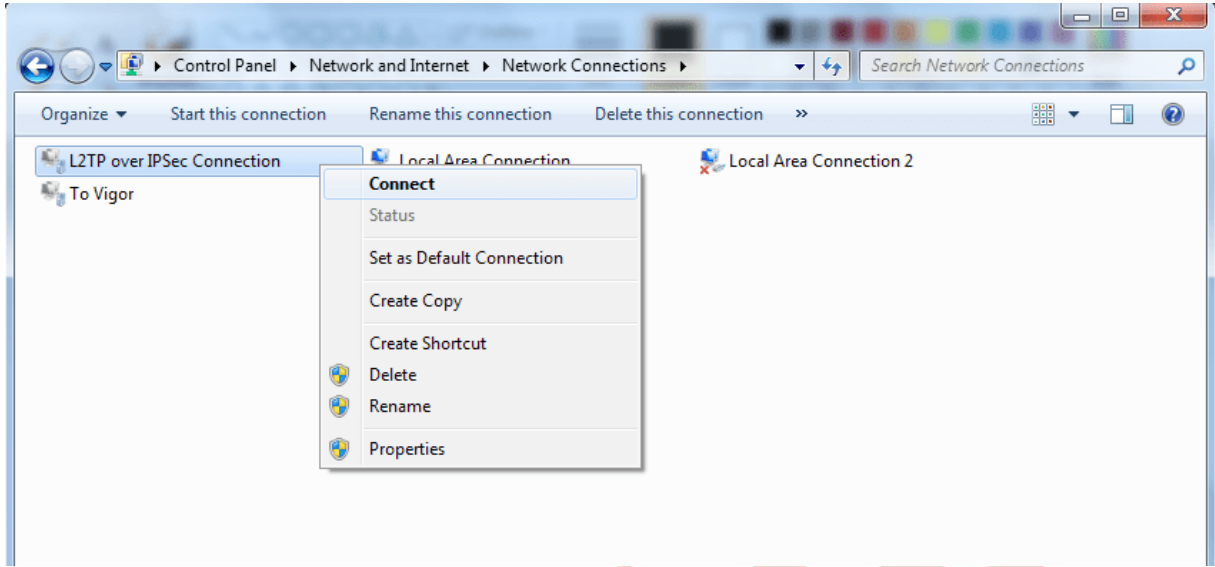 Control Panel Network and Internet Network Connections Search Network Connections
Organize Start this connection Rename this connection Delete this connection »
L2TP over IPSec Connection Local Area Connection Local Area Connection 2
To Vigor
Connect
Status
Set as Default Connection
Create Copy
Create Shortcut
Delete
Rename
Properties